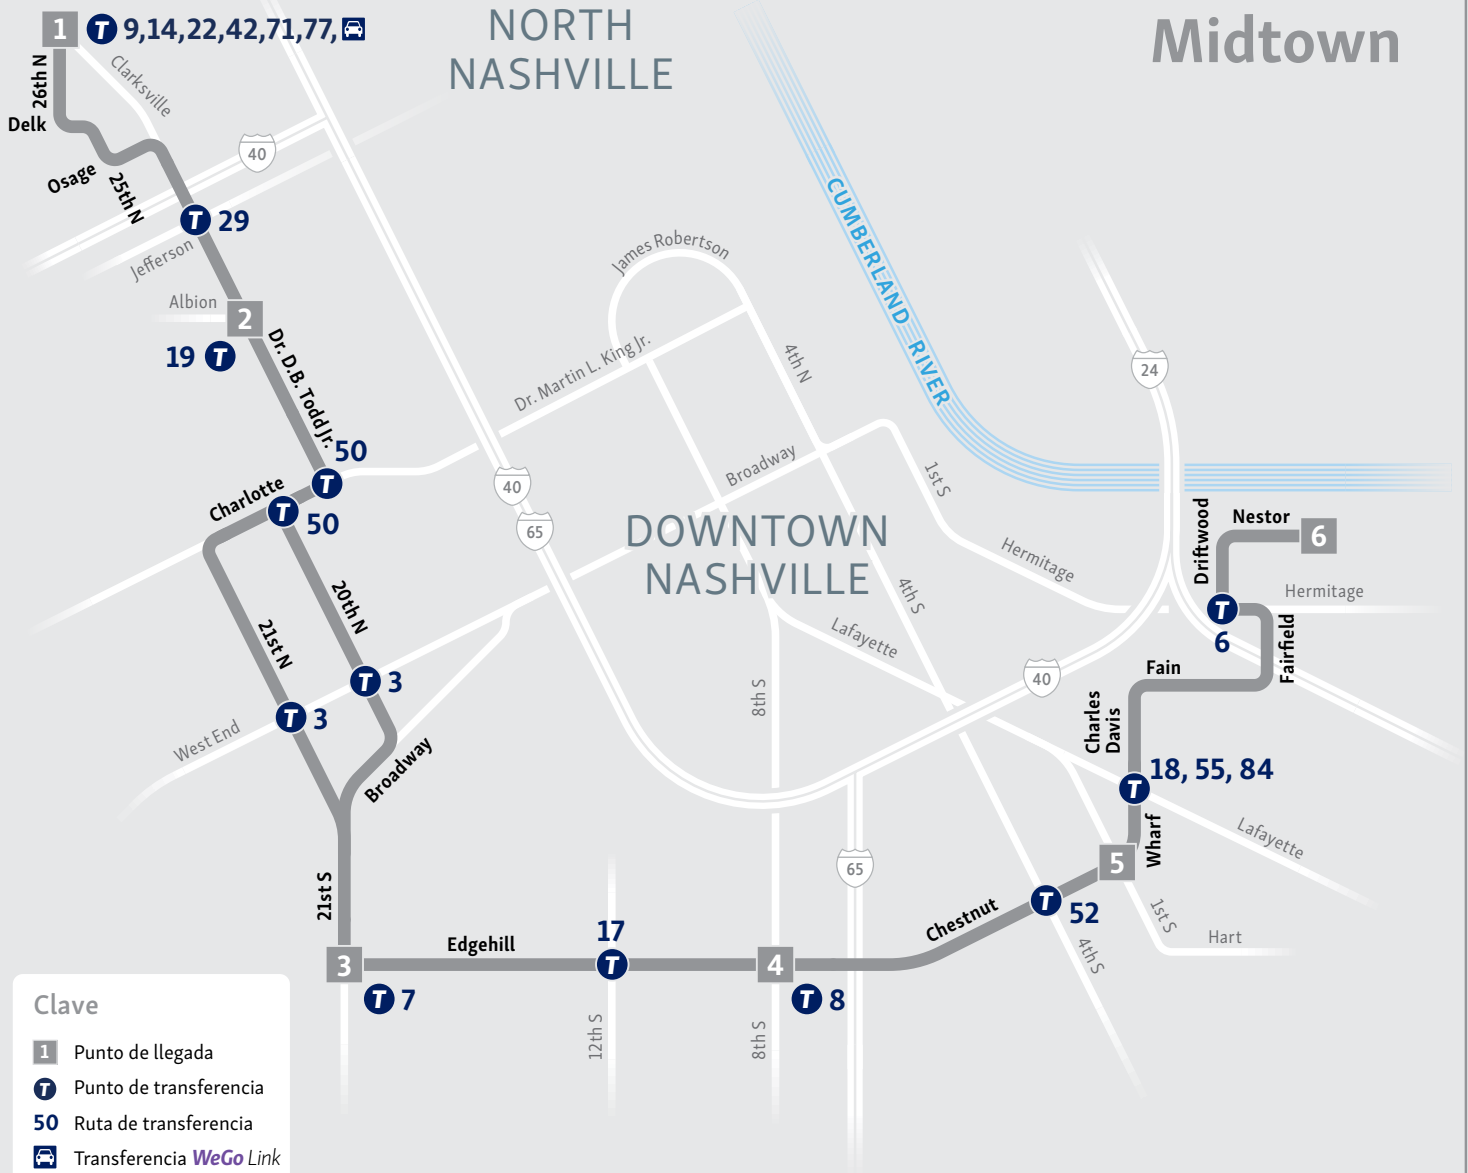 1 T 9,14,22,42,71,77,
NORTH
NASHVILLE
Midtown
26th N
Clarksville
Delk
40
Osage
25th N
T 29
Jefferson
Albion
2
19 T
Dr. D.B. Todd Jr.
James Robertson
Dr. Martin L. King Jr.
4th N
CUMBERLAND RIVER
24
50
T
Charlotte
T 50
40
65
Broadway
1st S
DOWNTOWN
NASHVILLE
Hermitage
Driftwood
Nestor
6
Hermitage
T
6
Fairfield
20th N
21st N
4th S
Lafayette
40
Fain
T 3
T 3
West End
Broadway
8th S
Charles
Davis
18, 55, 84
T
Wharf
Lafayette
65
5
21st S
Chestnut
T 52
1st S
4th S
Hart
3
Edgehill
17
T
4
T 7
T 8
12th S
8th S
Clave
1 Punto de llegada
T Punto de transferencia
50 Ruta de transferencia
Transferencia WeGo Link